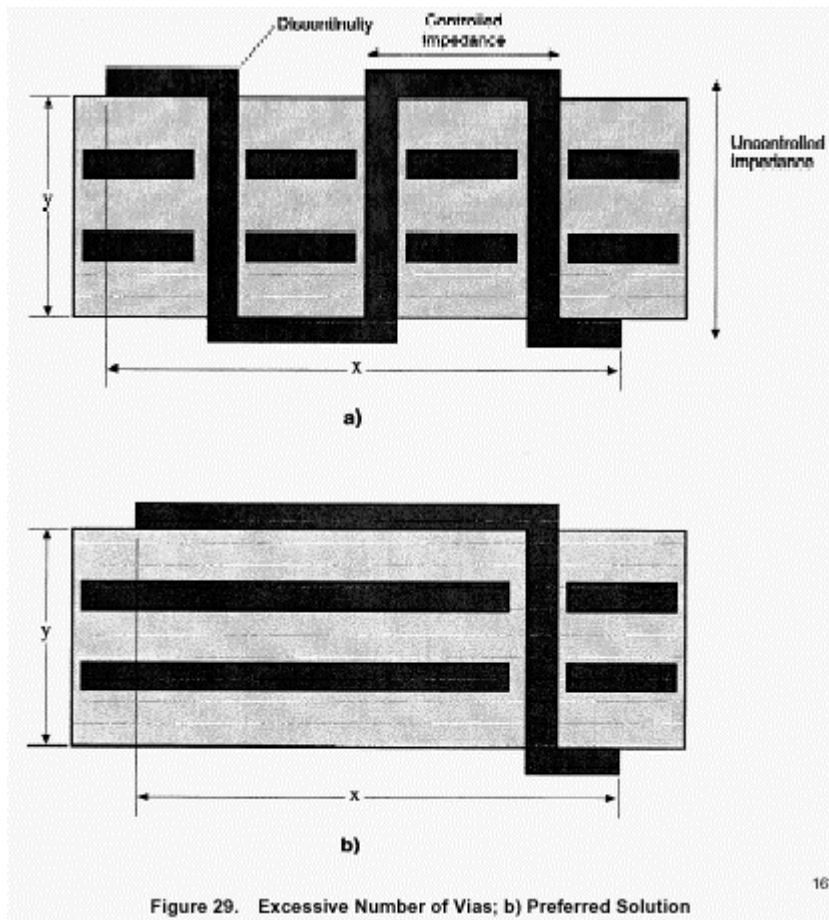 Discontinuity
Controlled
Impedance
Uncontrolled
Impedance
y
x
a)
y
x
b)
16
Figure 29. Excessive Number of Vias; b) Preferred Solution